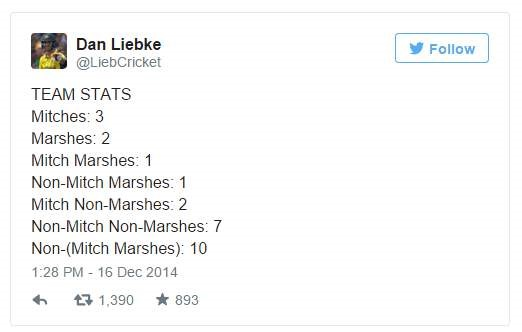 Dan Liebke
@LiebCricket
Follow
TEAM STATS
Mitches: 3
Marshes: 2
Mitch Marshes: 1
Non-Mitch Marshes: 1
Mitch Non-Marshes: 2
Non-Mitch Non-Marshes: 7
Non-(Mitch Marshes): 10
1:28 PM - 16 Dec 2014
1,390 893